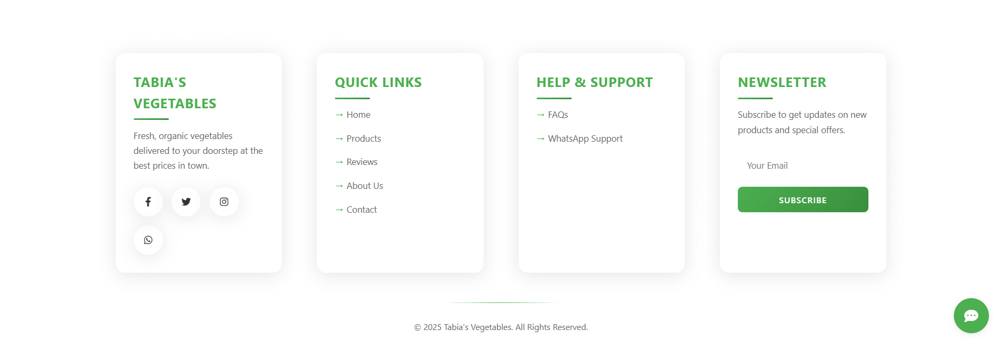 TABIA'S
VEGETABLES
Fresh, organic vegetables
delivered to your doorstep at the
best prices in town.
QUICK LINKS
→ Home
→ Products
→ Reviews
→ About Us
→ Contact
HELP & SUPPORT
→ FAQs
→ WhatsApp Support
NEWSLETTER
Subscribe to get updates on new
products and special offers.
Your Email
SUBSCRIBE
© 2025 Tabia's Vegetables. All Rights Reserved.